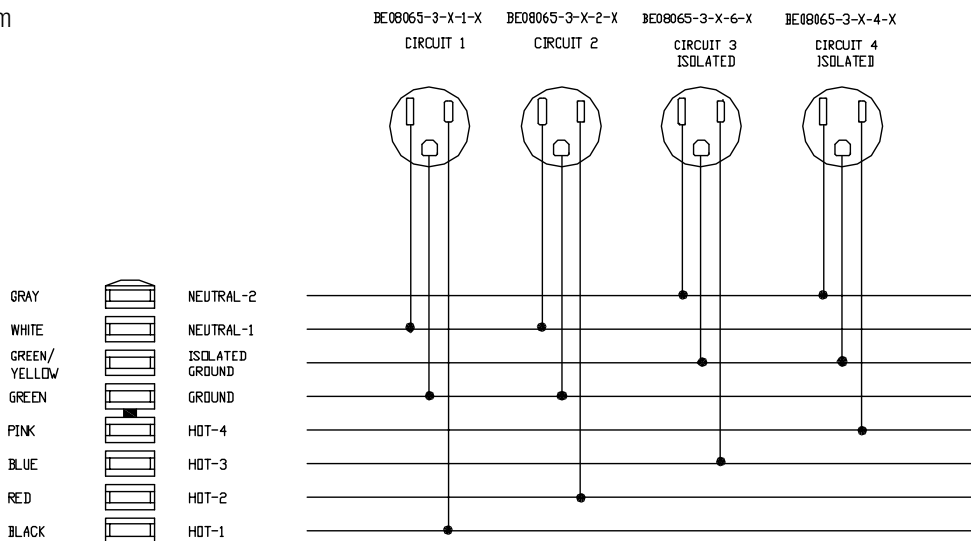 m
BE08065-3-X-1-X BE08065-3-X-2-X BE08065-3-X-6-X BE08065-3-X-4-X
CIRCUIT 1 CIRCUIT 2 CIRCUIT 3 CIRCUIT 4
ISOLATED ISOLATED
GRAY NEUTRAL-2
WHITE NEUTRAL-1
GREEN/ ISOLATED
YELLOW GROUND
GREEN GROUND
PINK HOT-4
BLUE HOT-3
RED HOT-2
BLACK HOT-1